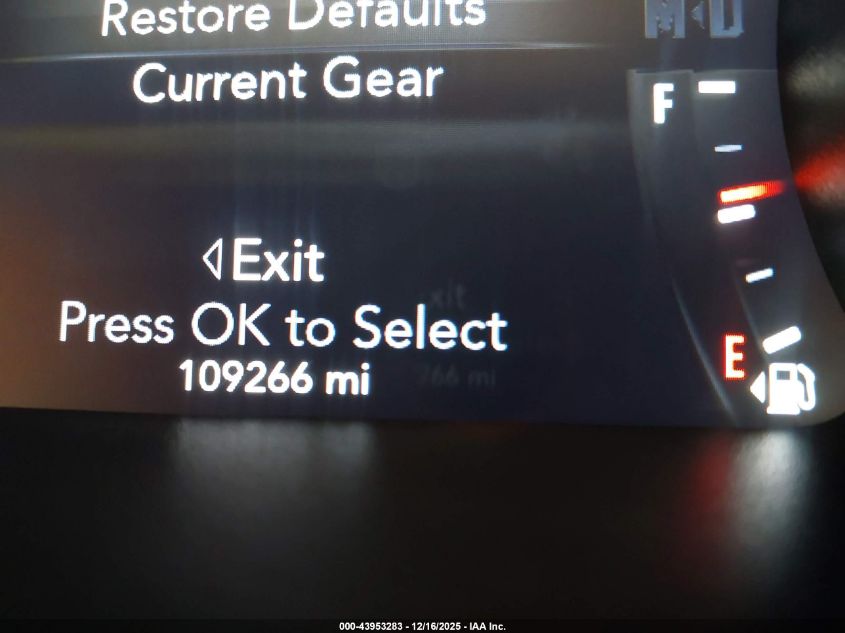 Restore Defaults
M◁D
Current Gear
F
◁Exit
Press OK to Select
109266 mi
E
000-43953283 - 12/16/2025 - IAA Inc.